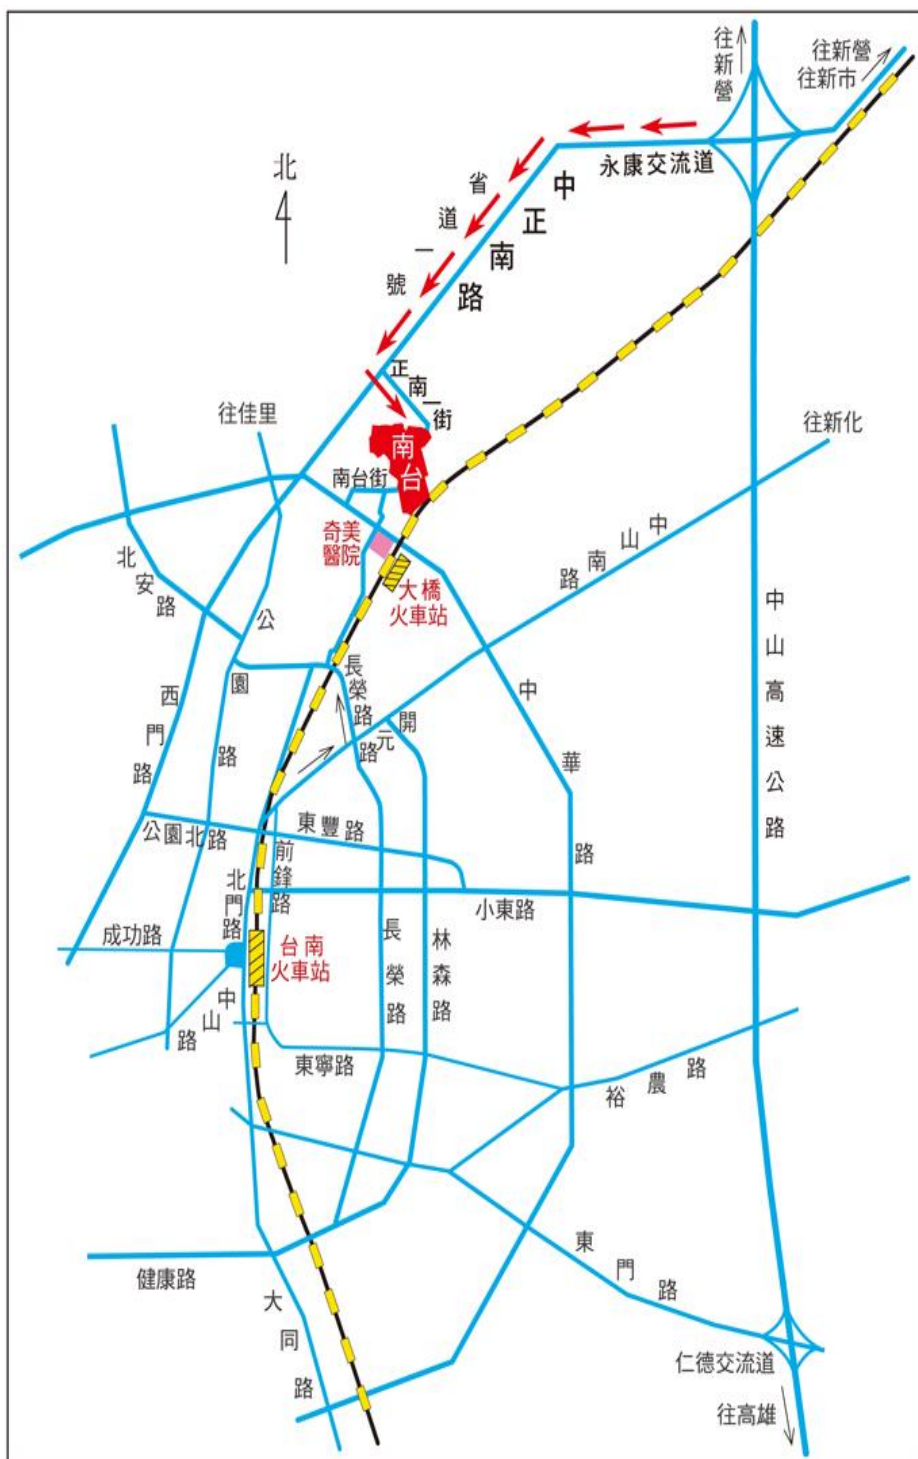 往新營
往新營
往新市
北
永康交流道
省道一號
中正南路
正南一街
往佳里
往新化
南台
南台街
奇美
醫院
大橋
火車站
中山南路
北安路
公園路
中山高速公路
長榮路
西門路
開元路
中華路
公園北路
東豐路
前鋒路
北門路
小東路
成功路
台南
火車站
長榮路
林森路
中山路
東寧路
裕農路
東門路
健康路
大同路
仁德交流道
往高雄